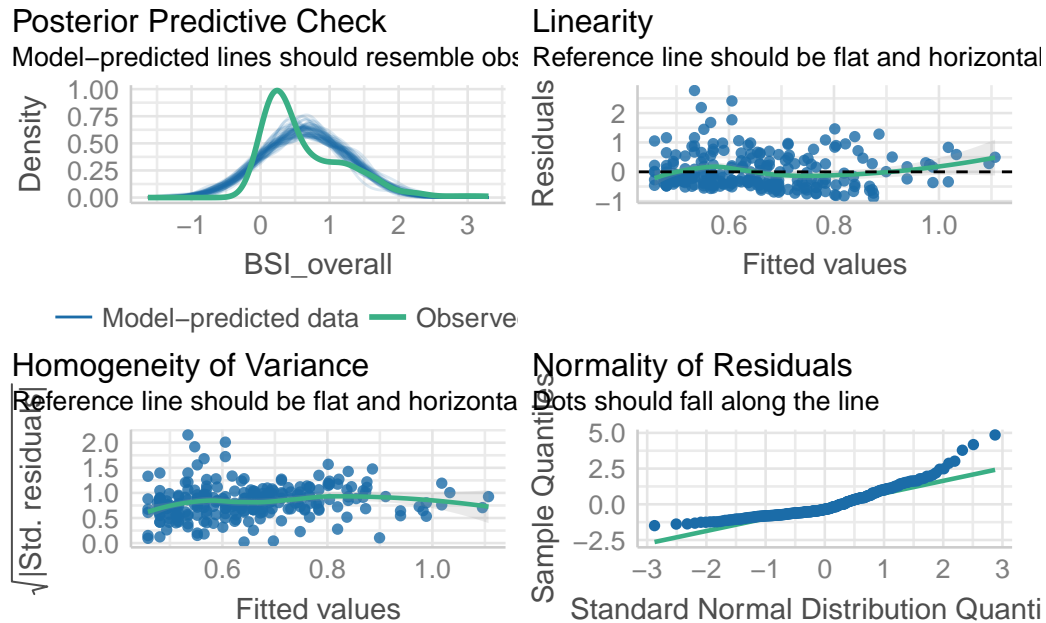 Posterior Predictive Check
Model−predicted lines should resemble obs
Density
1.00
0.75
0.50
0.25
0.00
−1
0
1
2
3
BSI_overall
Model−predicted data
Observe
Linearity
Reference line should be flat and horizontal
Residuals
2
1
0
−1
0.6
0.8
1.0
Fitted values
Homogeneity of Variance
Reference line should be flat and horizonta
√|Std. residuals|
2.0
1.5
1.0
0.5
0.0
0.6
0.8
1.0
Fitted values
Normality of Residuals
Dots should fall along the line
Sample Quantiles
5.0
2.5
0.0
−2.5
−3
−2
−1
0
1
2
3
Standard Normal Distribution Quanti